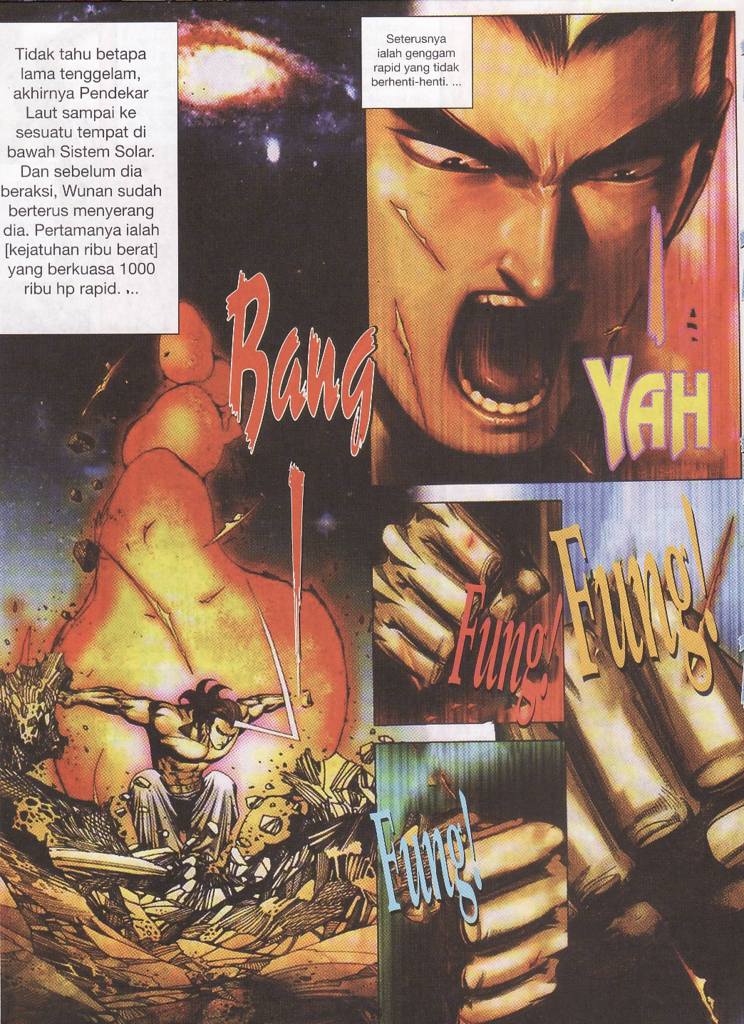 Tidak tahu betapa
lama tenggelam,
akhirnya Pendekar
Laut sampai ke
sesuatu tempat di
bawah Sistem Solar.
Dan sebelum dia
beraksi, Wunan sudah
berterus menyerang
dia. Pertamanya ialah
[kejatuhan ribu berat]
yang berkuasa 1000
ribu hp rapid. ...
Seterusnya
ialah genggam
rapid yang tidak
berhenti-henti. ...
Bang
!
YAH
!
Fung!
Fung!
Fung!